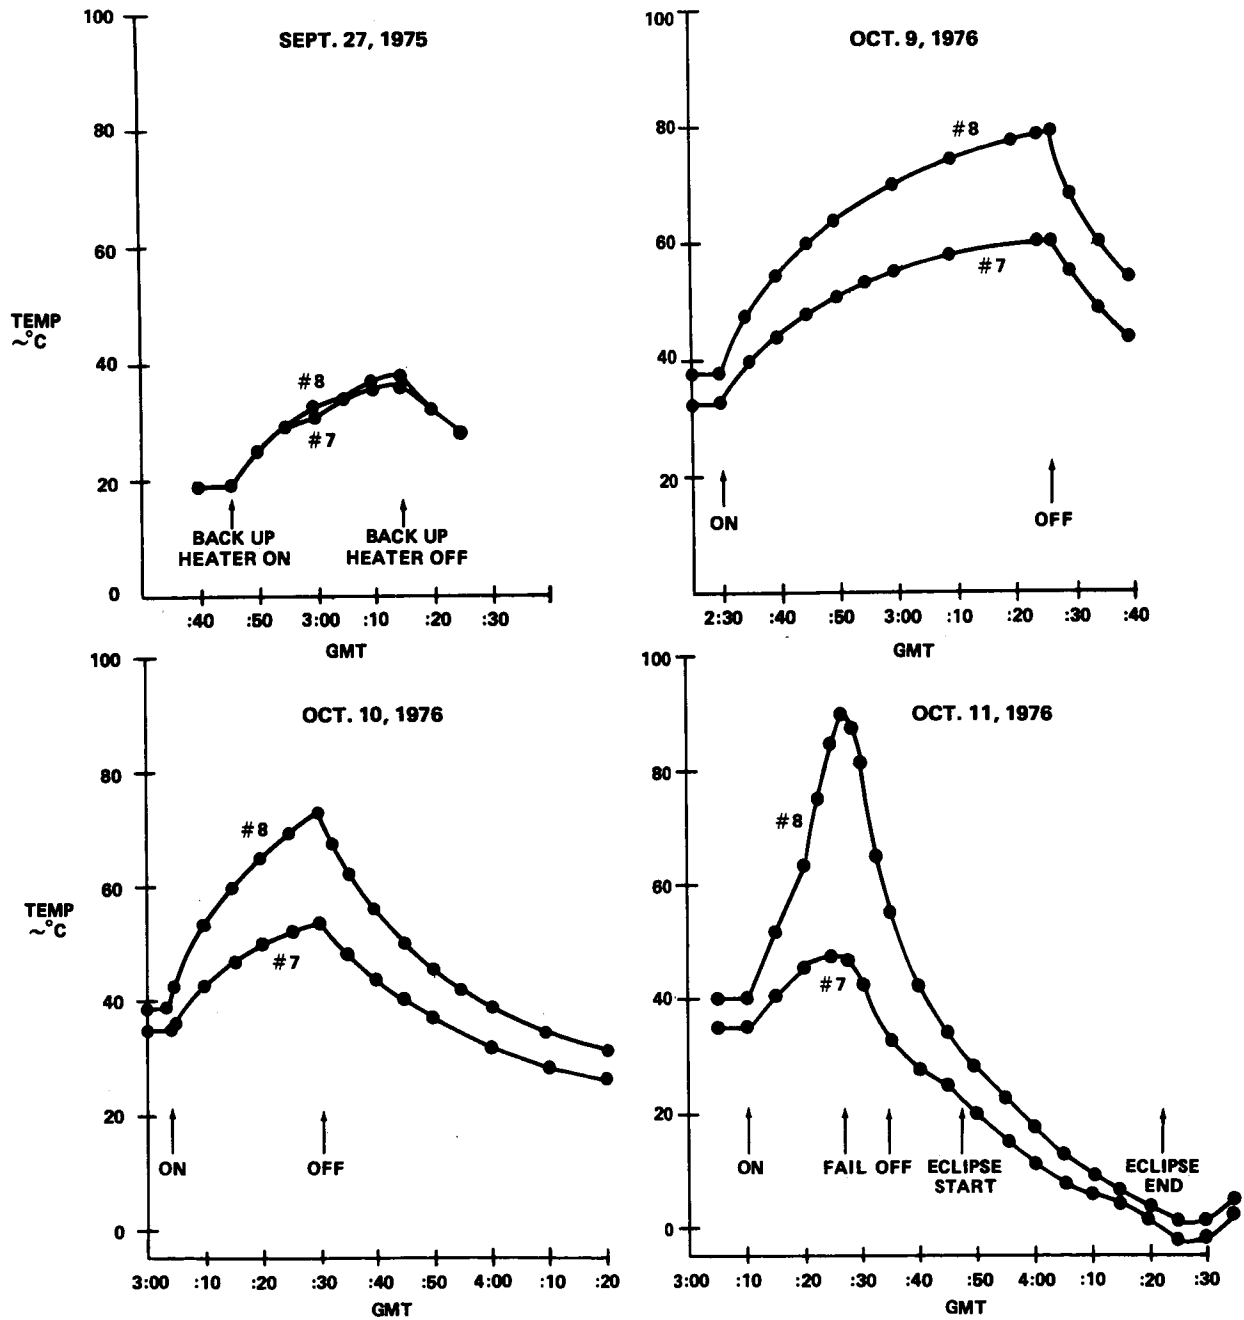 SEPT. 27, 1975
100
80
60
TEMP
~°C
40
20
0
#8
#7
BACK UP
HEATER ON
BACK UP
HEATER OFF
:40 :50 3:00 :10 :20 :30
GMT
OCT. 9, 1976
100
80
60
40
20
#8
#7
ON
OFF
2:30 :40 :50 3:00 :10 :20 :30 :40
GMT
OCT. 10, 1976
100
80
60
TEMP
~°C
40
20
0
#8
#7
ON
OFF
3:00 :10 :20 :30 :40 :50 4:00 :10 :20
GMT
OCT. 11, 1976
100
80
60
40
20
0
#8
#7
ON
FAIL
OFF
ECLIPSE
START
ECLIPSE
END
3:00 :10 :20 :30 :40 :50 4:00 :10 :20 :30
GMT